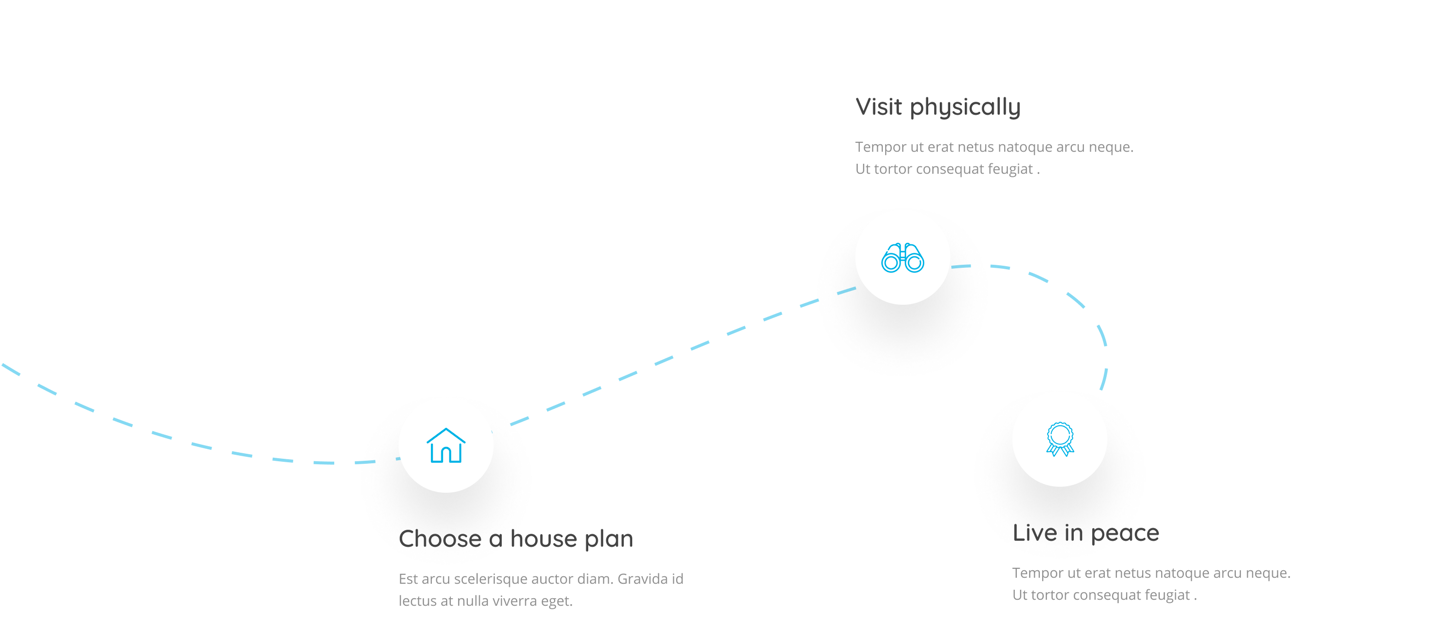 Visit physically
Tempor ut erat netus natoque arcu neque.
Ut tortor consequat feugiat .
Choose a house plan
Est arcu scelerisque auctor diam. Gravida id
lectus at nulla viverra eget.
Live in peace
Tempor ut erat netus natoque arcu neque.
Ut tortor consequat feugiat .